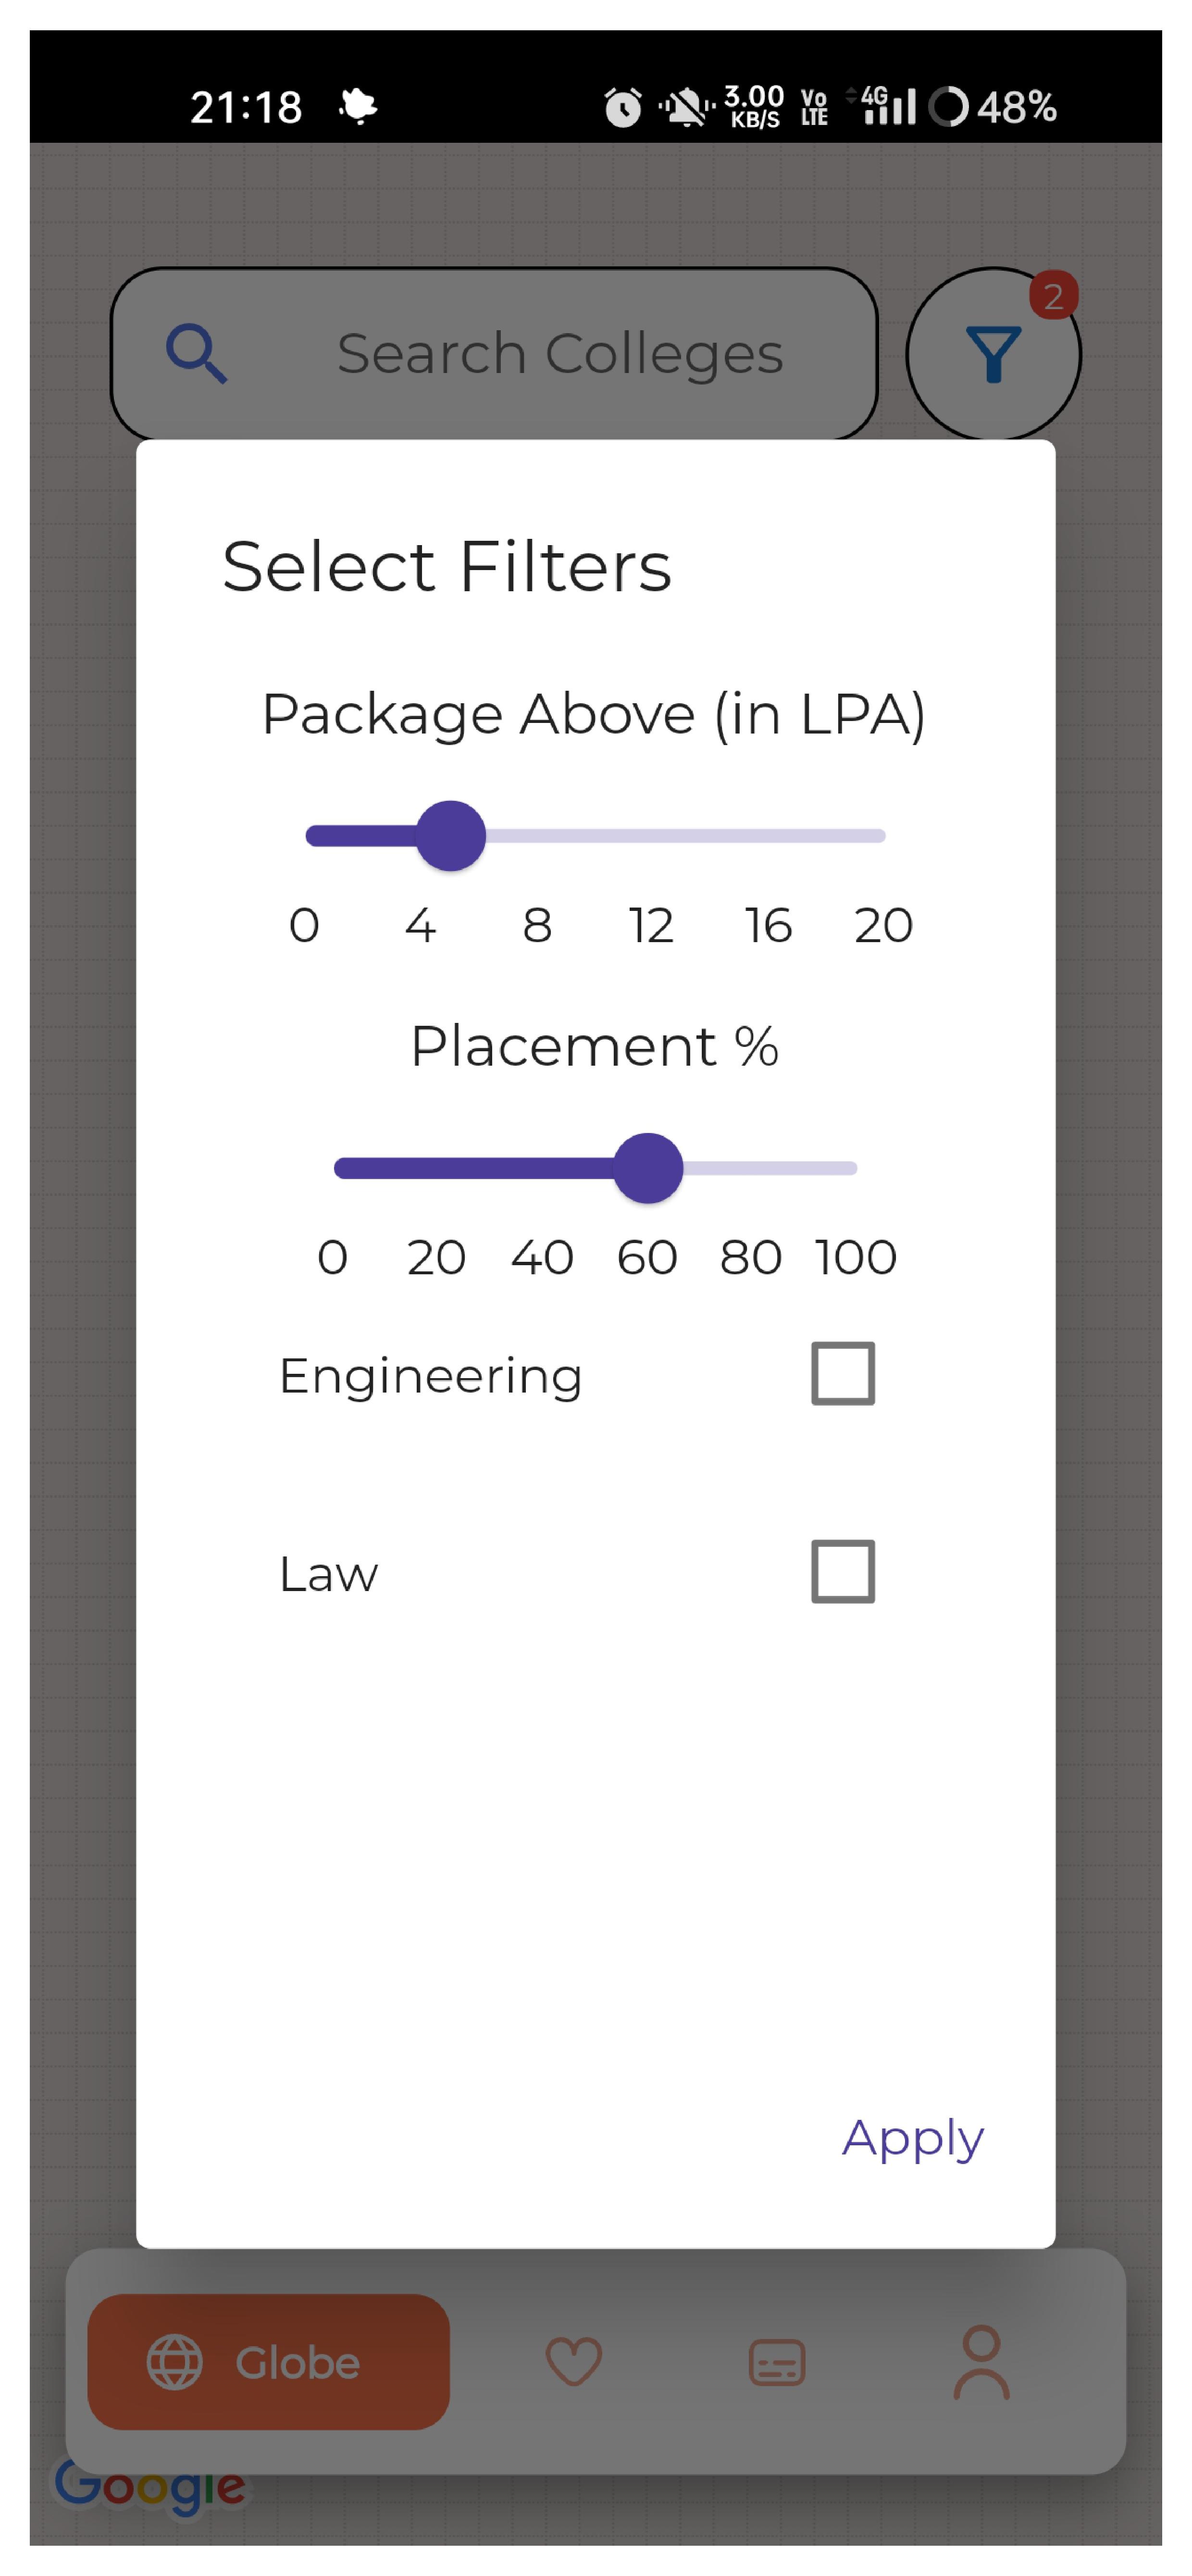 21:18 3.00 KB/S Vo LTE 4G 48%
2
Search Colleges
Select Filters
Package Above (in LPA)
0 4 8 12 16 20
Placement %
0 20 40 60 80 100
Engineering
Law
Apply
Globe
Google